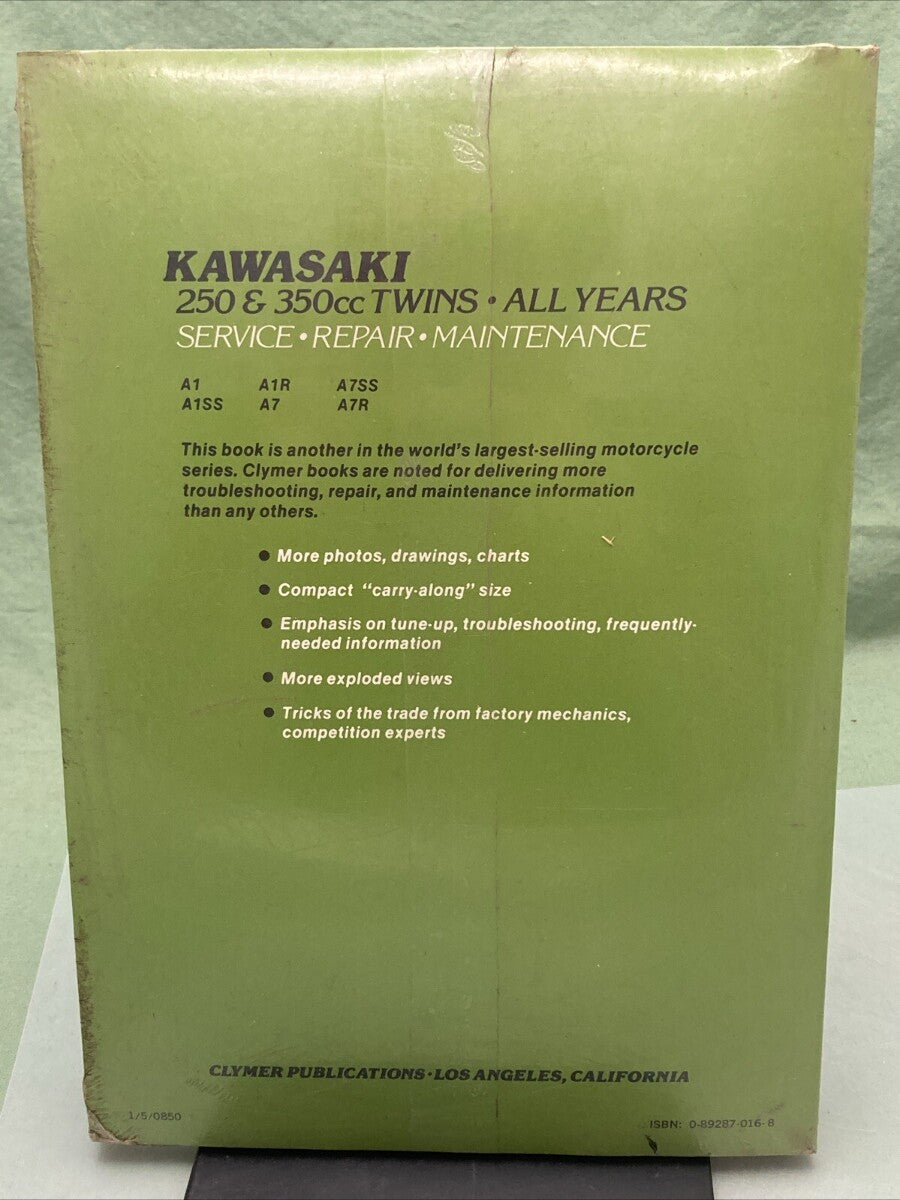 KAWASAKI
250 & 350cc TWINS • ALL YEARS
SERVICE • REPAIR • MAINTENANCE
A1 A1R A7SS
A1SS A7 A7R
This book is another in the world's largest-selling motorcycle
series. Clymer books are noted for delivering more
troubleshooting, repair, and maintenance information
than any others.
● More photos, drawings, charts
● Compact "carry-along" size
● Emphasis on tune-up, troubleshooting, frequently-
needed information
● More exploded views
● Tricks of the trade from factory mechanics,
competition experts
CLYMER PUBLICATIONS • LOS ANGELES, CALIFORNIA
1/5/0850
ISBN: 0-89287-016-8